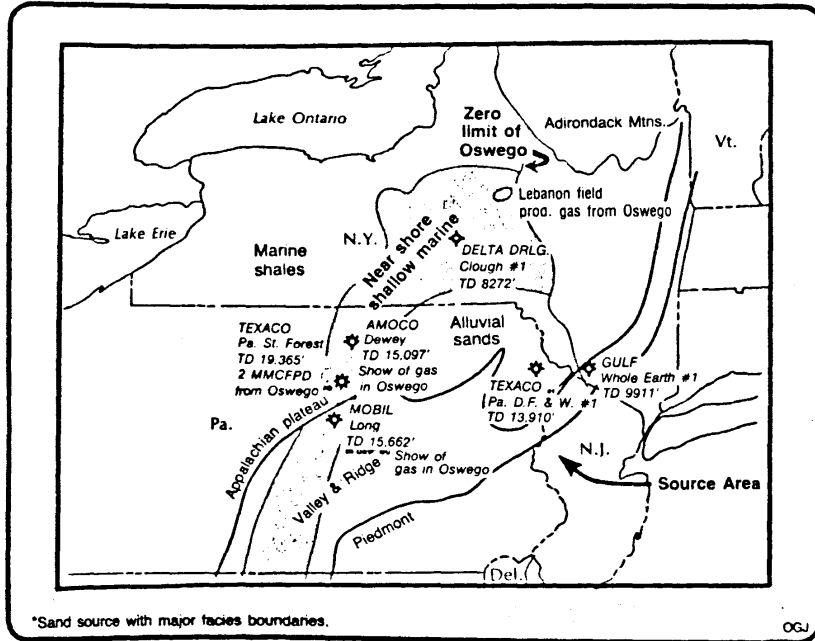 Lake Ontario
Adirondack Mtns.
Vt.
Zero
limit of
Oswego
Lebanon field
prod. gas from Oswego
Lake Erie
N.Y.
Marine
shales
Near shore
shallow marine
DELTA DRLG.
Clough #1
TD 8272'
TEXACO
Pa. St. Forest
TD 19.365'
2 MMCFPD
from Oswego
AMOCO
Dewey
TD 15.097'
Show of gas
in Oswego
Alluvial
sands
GULF
Whole Earth #1
TD 9911'
TEXACO
Pa. D.F. & W. #1
TD 13.910'
Pa.
Appalachian plateau
MOBIL
Long
TD 15.662'
Show of
gas in Oswego
Valley & Ridge
N.J.
Source Area
Piedmont
Del.
*Sand source with major facies boundaries.
OGJ